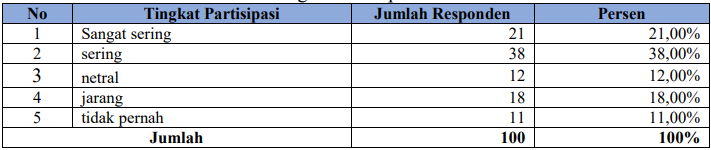 No Tingkat Partisipasi Jumlah Responden Persen
1 Sangat sering 21 21,00%
2 sering 38 38,00%
3 netral 12 12,00%
4 jarang 18 18,00%
5 tidak pernah 11 11,00%
Jumlah 100 100%